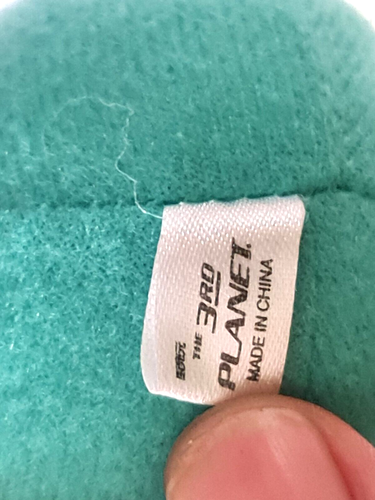 THE
3RD
PLANET.
MADE IN CHINA